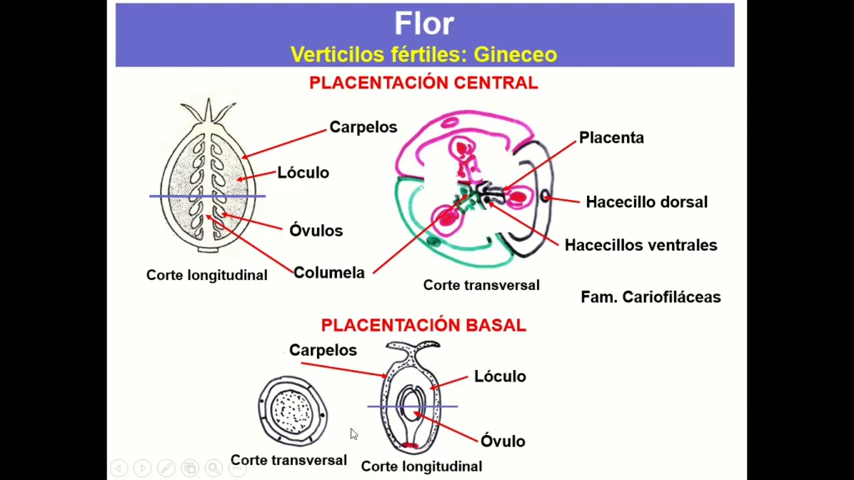 Flor
Verticilos fértiles: Gineceo
PLACENTACIÓN CENTRAL
Carpelos
Lóculo
Óvulos
Columela
Corte longitudinal
Placenta
Hacecillo dorsal
Hacecillos ventrales
Corte transversal
Fam. Cariofiláceas
PLACENTACIÓN BASAL
Carpelos
Lóculo
Óvulo
Corte transversal
Corte longitudinal